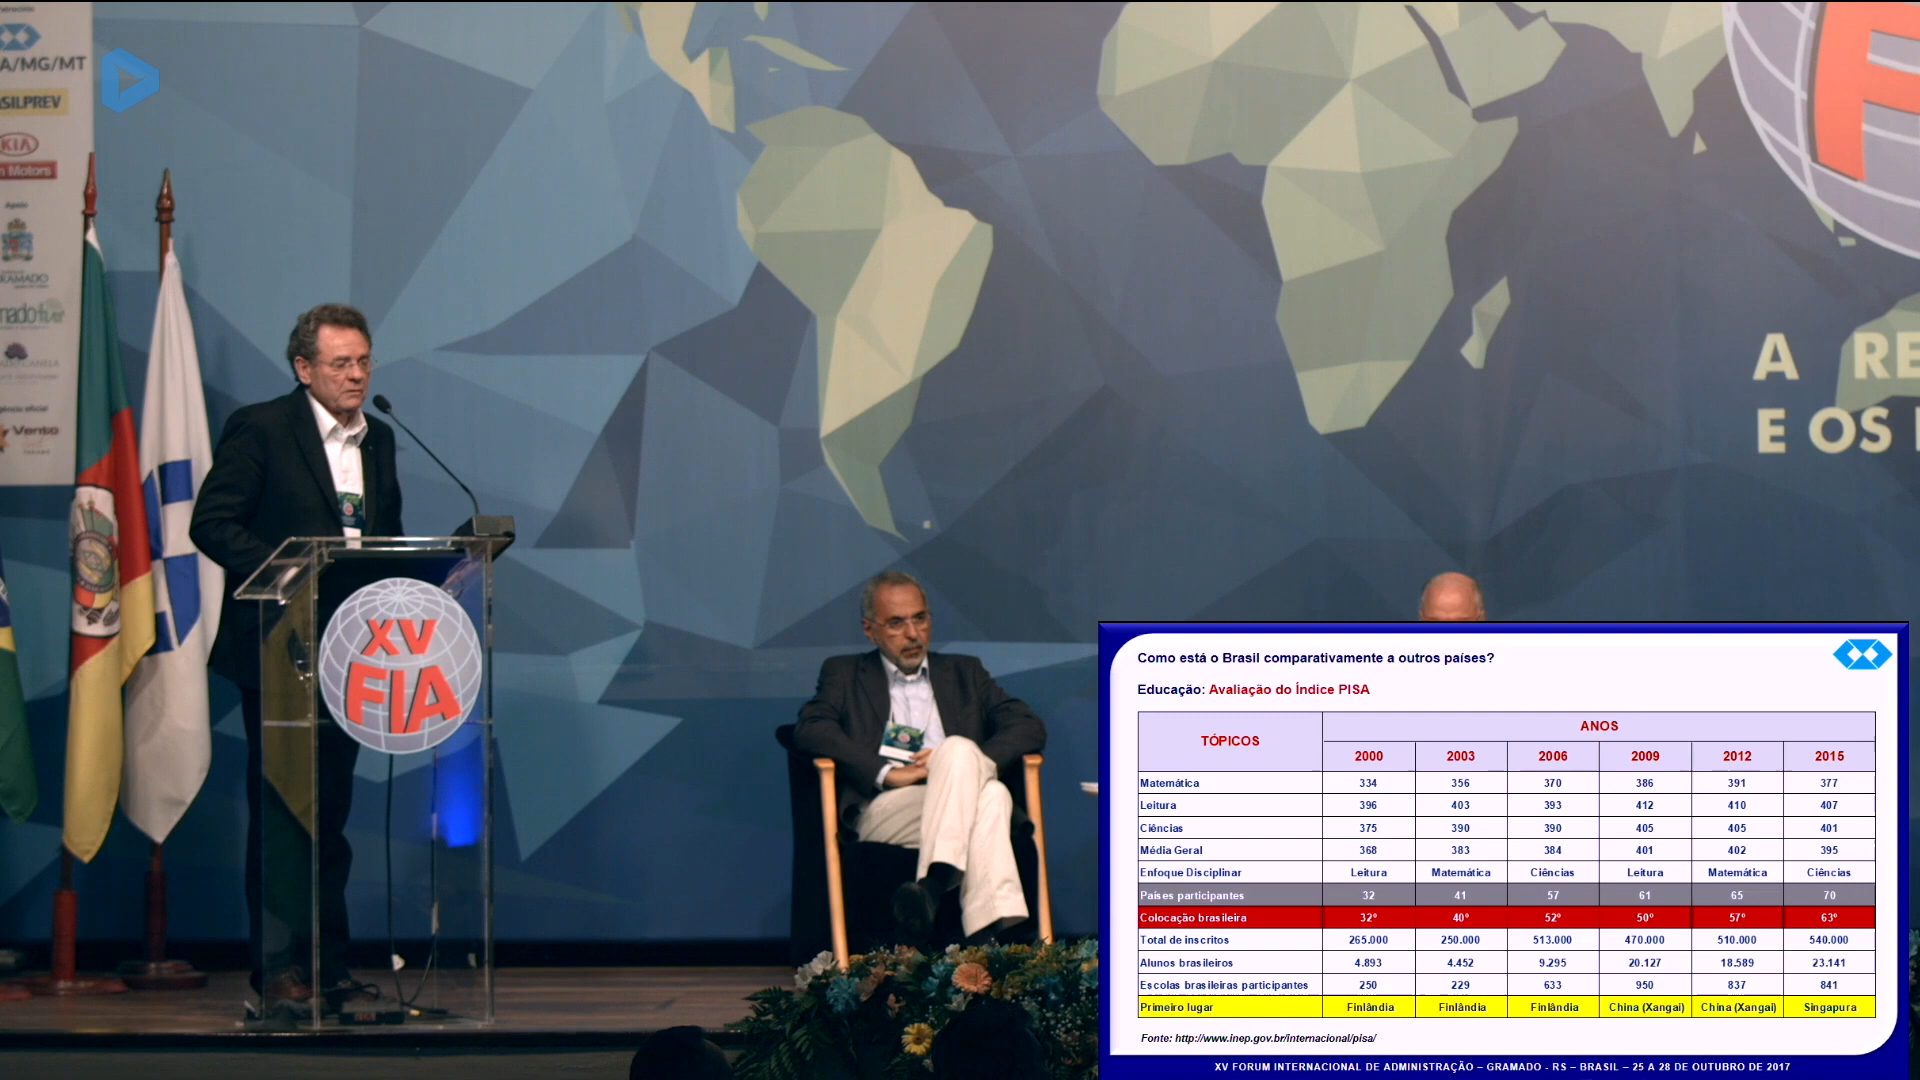 Patrocínio
A/MG/MT
SILPREV
KIA
n Motors
Apoio
RAMADO
Vento
XV
FIA
A RE
E OS
Como está o Brasil comparativamente a outros países?
Educação: Avaliação do Índice PISA
TÓPICOS ANOS
2000 2003 2006 2009 2012 2015
Matemática 334 356 370 386 391 377
Leitura 396 403 393 412 410 407
Ciências 375 390 390 405 405 401
Média Geral 368 383 384 401 402 395
Enfoque Disciplinar Leitura Matemática Ciências Leitura Matemática Ciências
Países participantes 32 41 57 61 65 70
Colocação brasileira 32º 40º 52º 50º 57º 63º
Total de inscritos 265.000 250.000 513.000 470.000 510.000 540.000
Alunos brasileiros 4.893 4.452 9.295 20.127 18.589 23.141
Escolas brasileiras participantes 250 229 633 950 837 841
Primeiro lugar Finlândia Finlândia Finlândia China (Xangai) China (Xangai) Singapura
Fonte: http://www.inep.gov.br/internacional/pisa/
XV FORUM INTERNACIONAL DE ADMINISTRAÇÃO – GRAMADO - RS – BRASIL – 25 A 28 DE OUTUBRO DE 2017